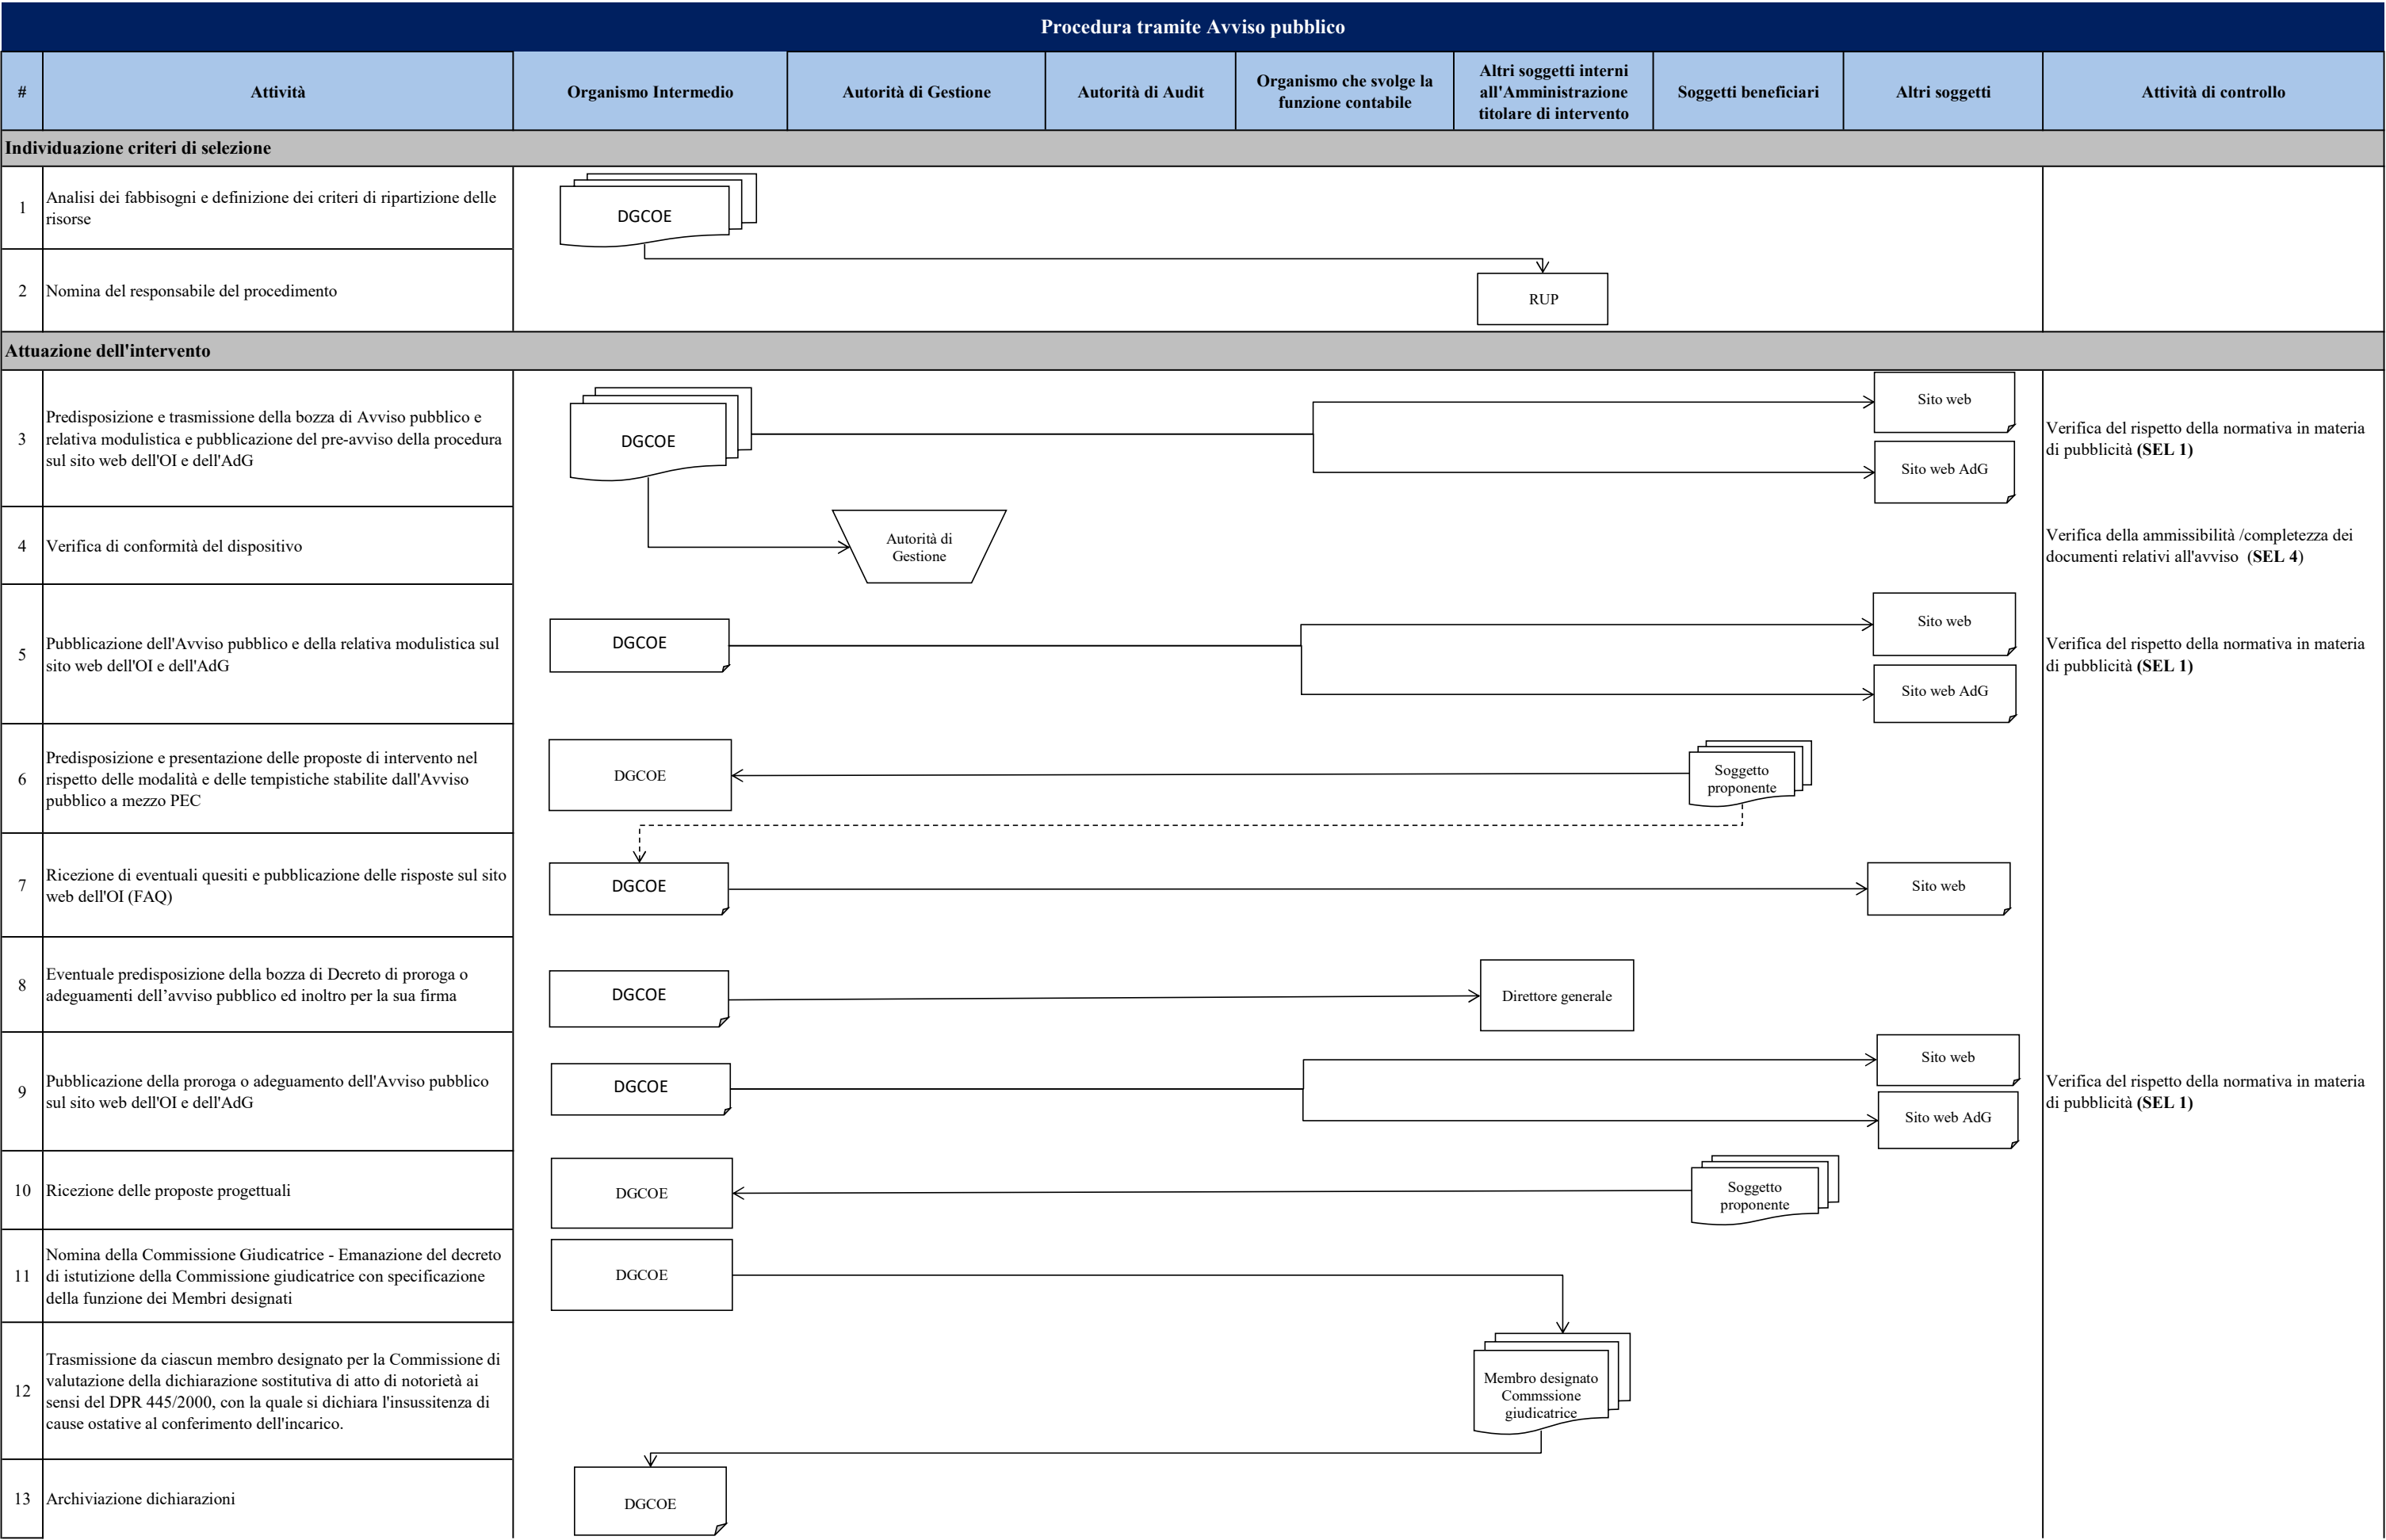 Procedura tramite Avviso pubblico
#
Attività
Organismo Intermedio
Autorità di Gestione
Autorità di Audit
Organismo che svolge la
funzione contabile
Altri soggetti interni
all'Amministrazione
titolare di intervento
Soggetti beneficiari
Altri soggetti
Attività di controllo
Individuazione criteri di selezione
1
Analisi dei fabbisogni e definizione dei criteri di ripartizione delle
risorse
DGCOE
2
Nomina del responsabile del procedimento
RUP
Attuazione dell'intervento
3
Predisposizione e trasmissione della bozza di Avviso pubblico e
relativa modulistica e pubblicazione del pre-avviso della procedura
sul sito web dell'OI e dell'AdG
DGCOE
Sito web
Sito web AdG
Verifica del rispetto della normativa in materia
di pubblicità (SEL 1)
4
Verifica di conformità del dispositivo
Autorità di
Gestione
Verifica della ammissibilità /completezza dei
documenti relativi all'avviso (SEL 4)
5
Pubblicazione dell'Avviso pubblico e della relativa modulistica sul
sito web dell'OI e dell'AdG
DGCOE
Sito web
Sito web AdG
Verifica del rispetto della normativa in materia
di pubblicità (SEL 1)
6
Predisposizione e presentazione delle proposte di intervento nel
rispetto delle modalità e delle tempistiche stabilite dall'Avviso
pubblico a mezzo PEC
DGCOE
Soggetto
proponente
7
Ricezione di eventuali quesiti e pubblicazione delle risposte sul sito
web dell'OI (FAQ)
DGCOE
Sito web
8
Eventuale predisposizione della bozza di Decreto di proroga o
adeguamenti dell’avviso pubblico ed inoltro per la sua firma
DGCOE
Direttore generale
9
Pubblicazione della proroga o adeguamento dell'Avviso pubblico
sul sito web dell'OI e dell'AdG
DGCOE
Sito web
Sito web AdG
Verifica del rispetto della normativa in materia
di pubblicità (SEL 1)
10
Ricezione delle proposte progettuali
DGCOE
Soggetto
proponente
11
Nomina della Commissione Giudicatrice - Emanazione del decreto
di istutizione della Commissione giudicatrice con specificazione
della funzione dei Membri designati
DGCOE
12
Trasmissione da ciascun membro designato per la Commissione di
valutazione della dichiarazione sostitutiva di atto di notorietà ai
sensi del DPR 445/2000, con la quale si dichiara l'insussitenza di
cause ostative al conferimento dell'incarico.
Membro designato
Commssione
giudicatrice
13
Archiviazione dichiarazioni
DGCOE